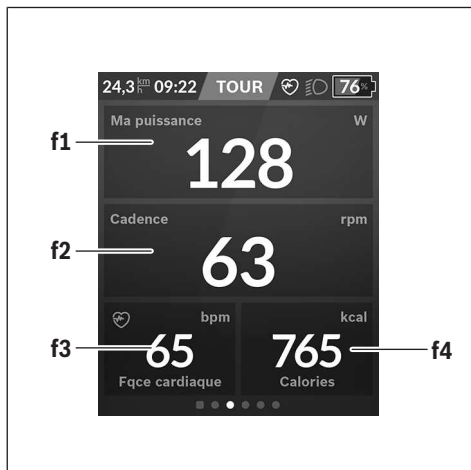 24,3 km/h 09:22 TOUR 76%
f1 Ma puissance W
128
f2 Cadence rpm
63
bpm kcal
f3 65 765 f4
Fqce cardiaque Calories